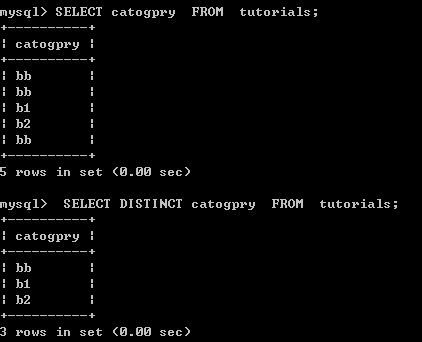 mysql> SELECT catogpry  FROM  tutorials;
+----------+
¦ catogpry ¦
+----------+
¦ bb       ¦
¦ bb       ¦
¦ b1       ¦
¦ b2       ¦
¦ bb       ¦
+----------+
5 rows in set (0.00 sec)
mysql>  SELECT DISTINCT catogpry  FROM  tutorials;
+----------+
¦ catogpry ¦
+----------+
¦ bb       ¦
¦ b1       ¦
¦ b2       ¦
+----------+
3 rows in set (0.00 sec)